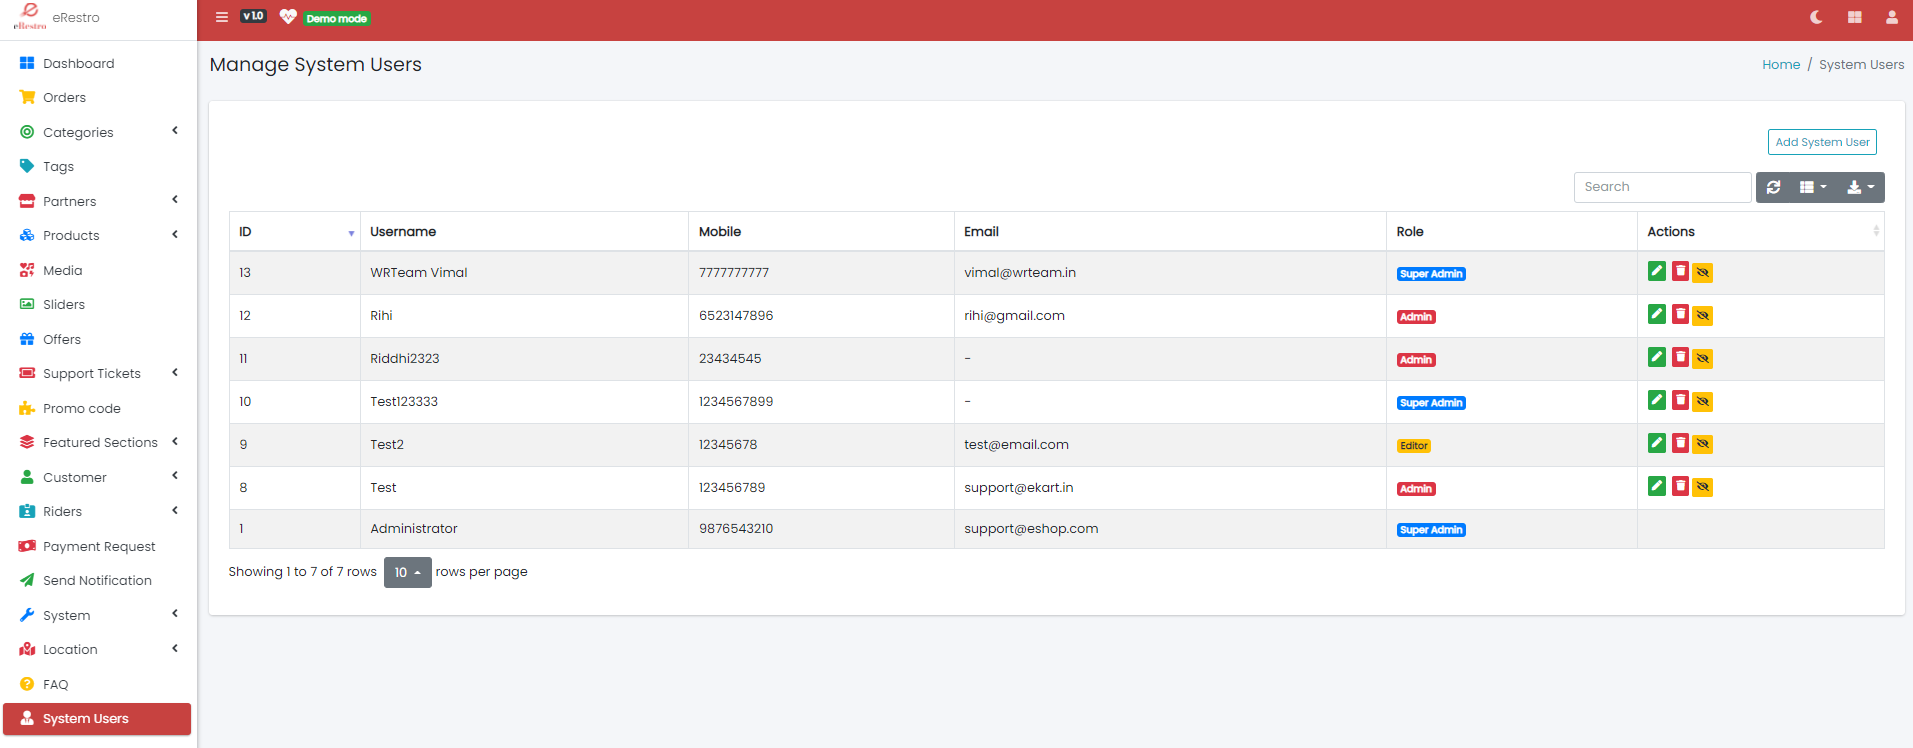 eRestro
eRestro
v 1.0
Demo mode
Dashboard
Orders
Categories
Tags
Partners
Products
Media
Sliders
Offers
Support Tickets
Promo code
Featured Sections
Customer
Riders
Payment Request
Send Notification
System
Location
FAQ
System Users
Manage System Users
Home / System Users
Add System User
Search
ID Username Mobile Email Role Actions
13 WRTeam Vimal 7777777777 vimal@wrteam.in Super Admin
12 Rihi 6523147896 rihi@gmail.com Admin
11 Riddhi2323 23434545 - Admin
10 Test123333 1234567899 - Super Admin
9 Test2 12345678 test@email.com Editor
8 Test 123456789 support@ekart.in Admin
1 Administrator 9876543210 support@eshop.com Super Admin
Showing 1 to 7 of 7 rows 10 rows per page